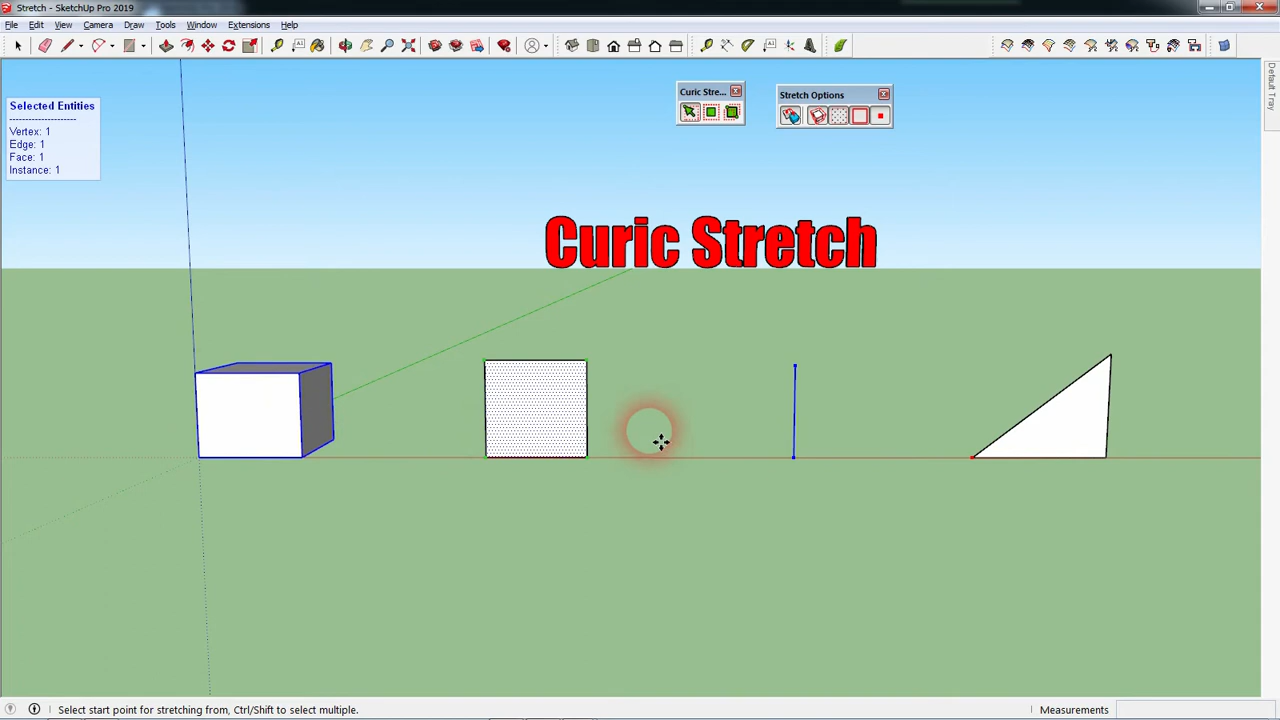 Stretch - SketchUp Pro 2019
File Edit View Camera Draw Tools Window Extensions Help
Selected Entities
--------------------
Vertex: 1
Edge: 1
Face: 1
Instance: 1
Curic Stre...
Stretch Options
Default Tray
Curic Stretch
Select start point for stretching from, Ctrl/Shift to select multiple.
Measurements